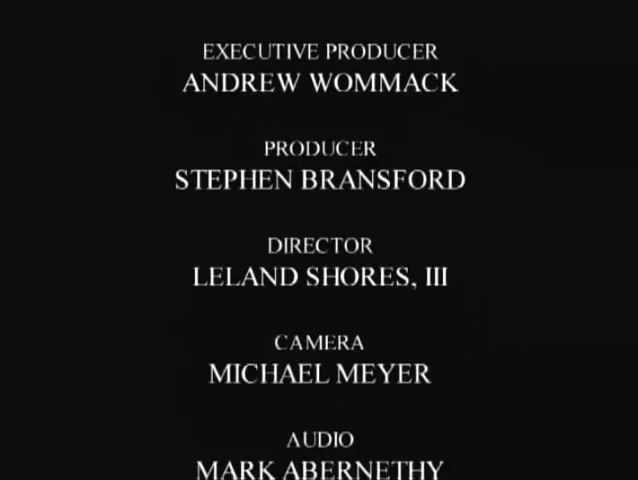 EXECUTIVE PRODUCER
ANDREW WOMMACK
PRODUCER
STEPHEN BRANSFORD
DIRECTOR
LELAND SHORES, III
CAMERA
MICHAEL MEYER
AUDIO
MARK ABERNETHY